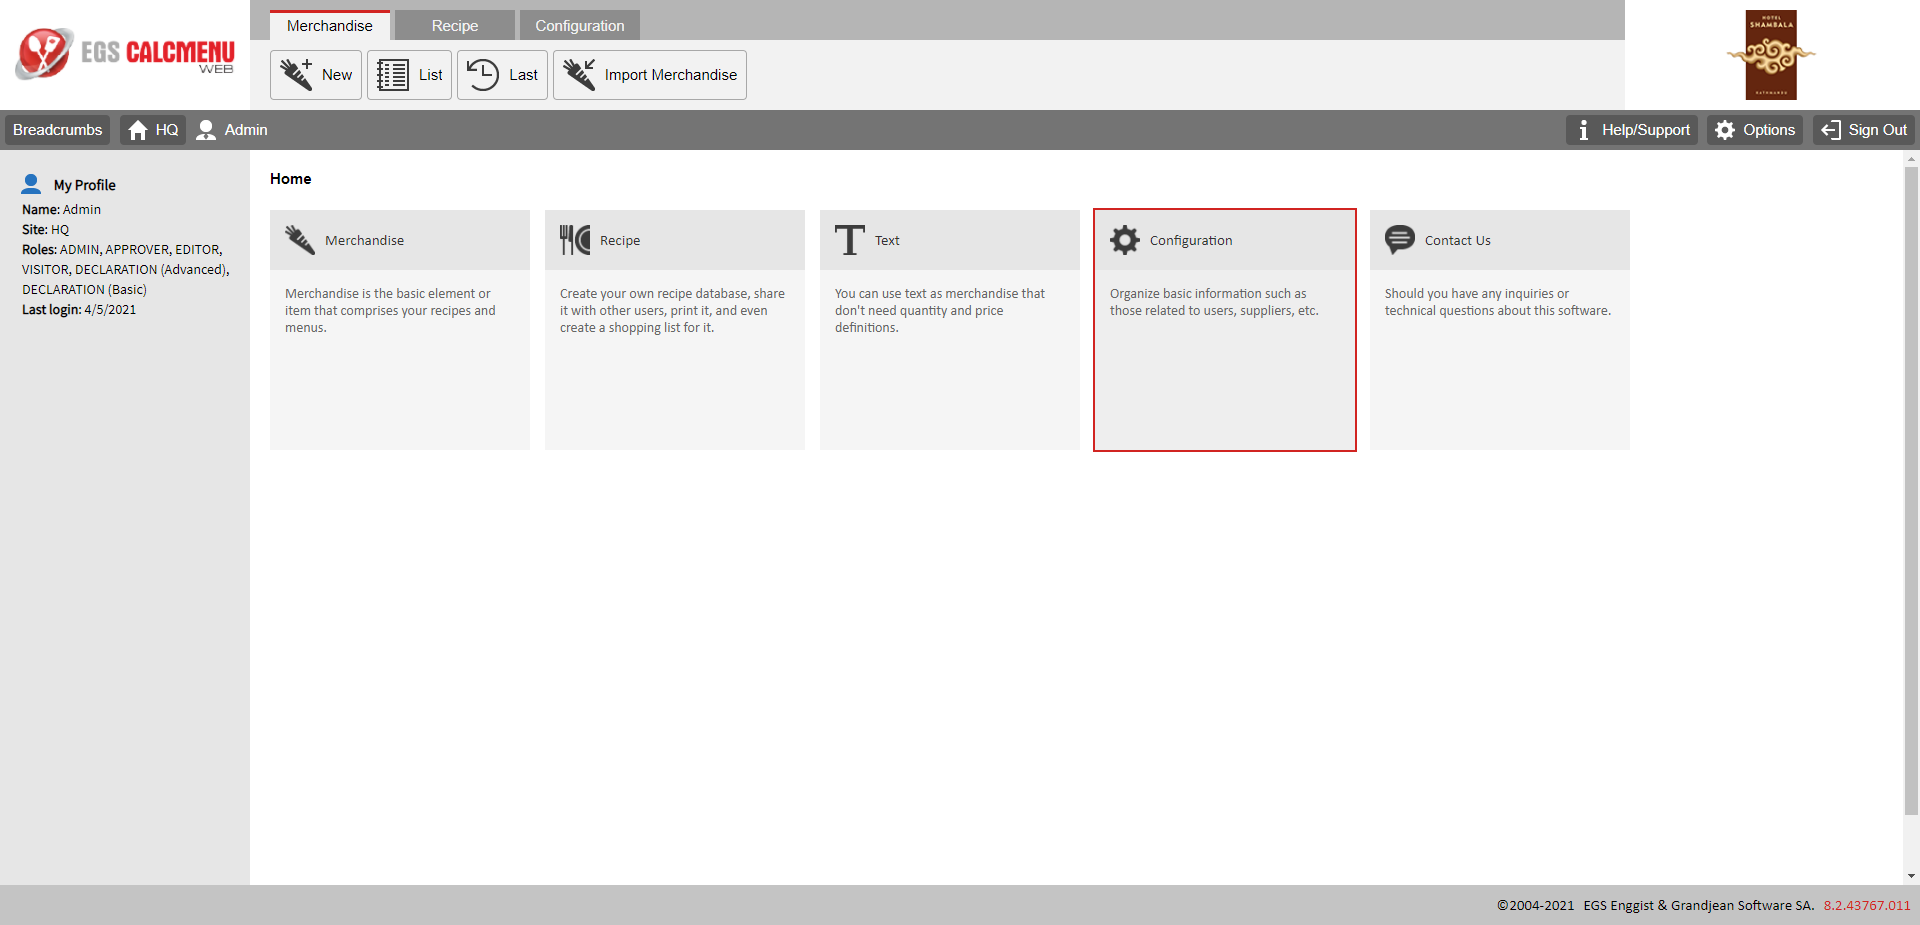 EGS CALCMENU
WEB
Merchandise
Recipe
Configuration
New
List
Last
Import Merchandise
HOTEL
SHAMBALA
KATHMANDU
Breadcrumbs
HQ
Admin
Help/Support
Options
Sign Out
My Profile
Name: Admin
Site: HQ
Roles: ADMIN, APPROVER, EDITOR,
VISITOR, DECLARATION (Advanced),
DECLARATION (Basic)
Last login: 4/5/2021
Home
Merchandise
Merchandise is the basic element or
item that comprises your recipes and
menus.
Recipe
Create your own recipe database, share
it with other users, print it, and even
create a shopping list for it.
Text
You can use text as merchandise that
don't need quantity and price
definitions.
Configuration
Organize basic information such as
those related to users, suppliers, etc.
Contact Us
Should you have any inquiries or
technical questions about this software.
©2004-2021 EGS Enggist & Grandjean Software SA. 8.2.43767.011